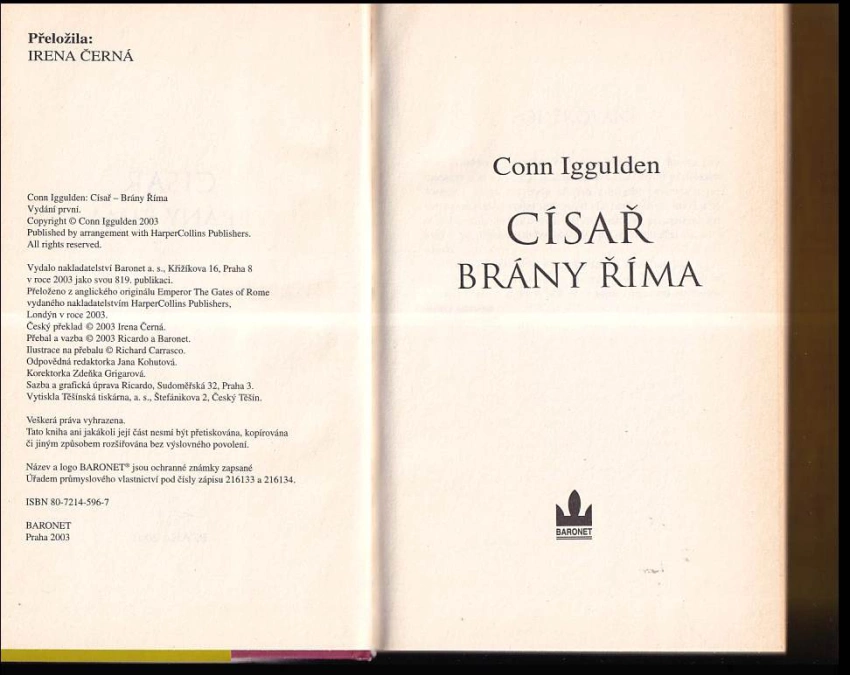 Přeložila:
IRENA ČERNÁ
Conn Iggulden: Císař – Brány Říma
Vydání první.
Copyright © Conn Iggulden 2003
Published by arrangement with HarperCollins Publishers.
All rights reserved.
Vydalo nakladatelství Baronet a. s., Křižíkova 16, Praha 8
v roce 2003 jako svou 819. publikaci.
Přeloženo z anglického originálu Emperor The Gates of Rome
vydaného nakladatelstvím HarperCollins Publishers,
Londýn v roce 2003.
Český překlad © 2003 Irena Černá.
Přebal a vazba © 2003 Ricardo a Baronet.
Ilustrace na přebalu © Richard Carrasco.
Odpovědná redaktorka Jana Kohutová.
Korektorka Zdeňka Grigarová.
Sazba a grafická úprava Ricardo, Sudoměřská 32, Praha 3.
Vytiskla Těšínská tiskárna, a. s., Štefánikova 2, Český Těšín.
Veškerá práva vyhrazena.
Tato kniha ani jakákoli její část nesmí být přetiskována, kopírována
či jiným způsobem rozšiřována bez výslovného povolení.
Název a logo BARONET® jsou ochranné známky zapsané
Úřadem průmyslového vlastnictví pod čísly zápisu 216133 a 216134.
ISBN 80-7214-596-7
BARONET
Praha 2003
Conn Iggulden
CÍSAŘ
BRÁNY ŘÍMA
BARONET